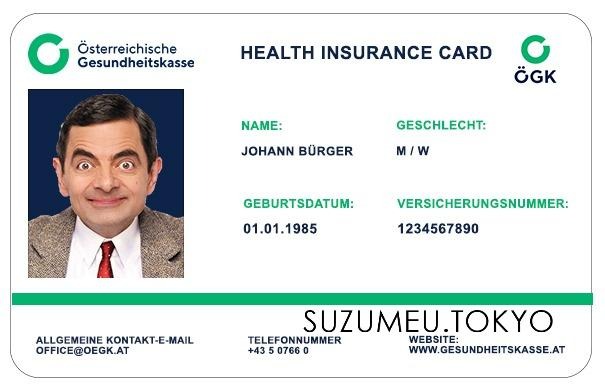 Österreichische
Gesundheitskasse
HEALTH INSURANCE CARD
ÖGK
NAME:
GESCHLECHT:
JOHANN BÜRGER
M / W
GEBURTSDATUM:
VERSICHERUNGSNUMMER:
01.01.1985
1234567890
SUZUMEU.TOKYO
ALLGEMEINE KONTAKT-E-MAIL
OFFICE@OEGK.AT
TELEFONNUMMER
+43 5 0766 0
WEBSITE:
WWW.GESUNDHEITSKASSE.AT